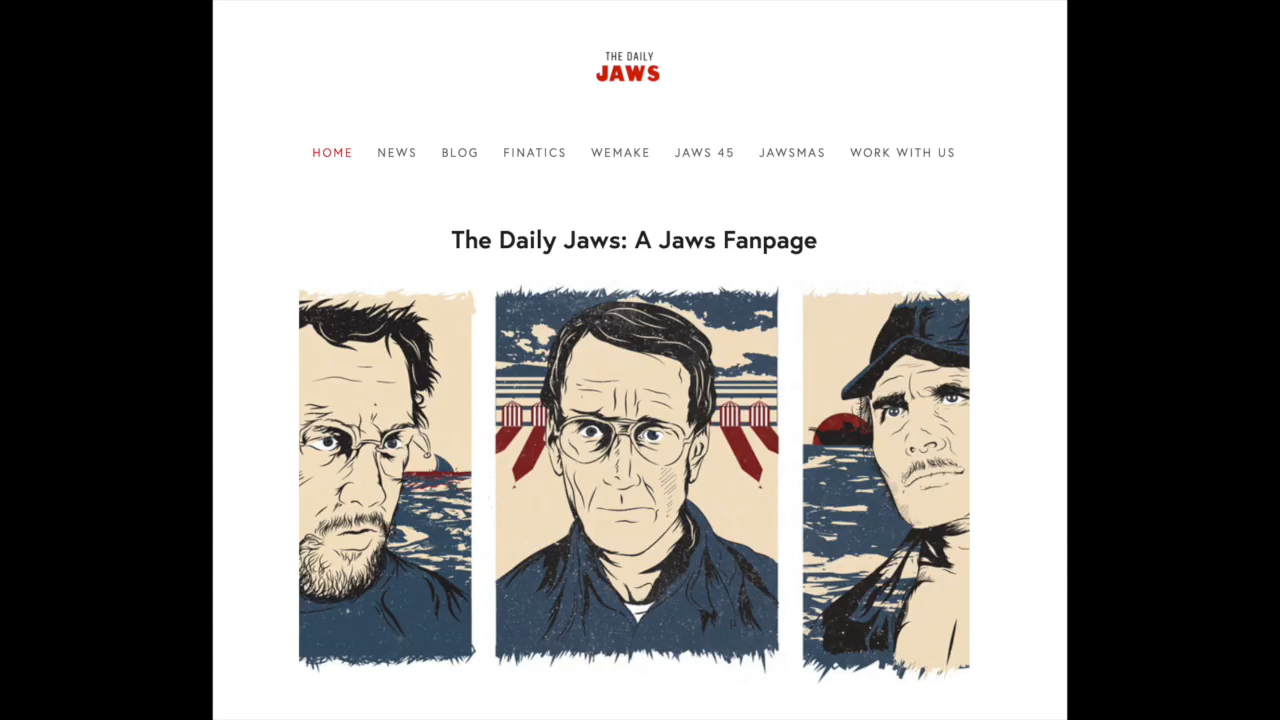 THE DAILY
JAWS
HOME NEWS BLOG FINATICS WEMAKE JAWS 45 JAWSMAS WORK WITH US
The Daily Jaws: A Jaws Fanpage